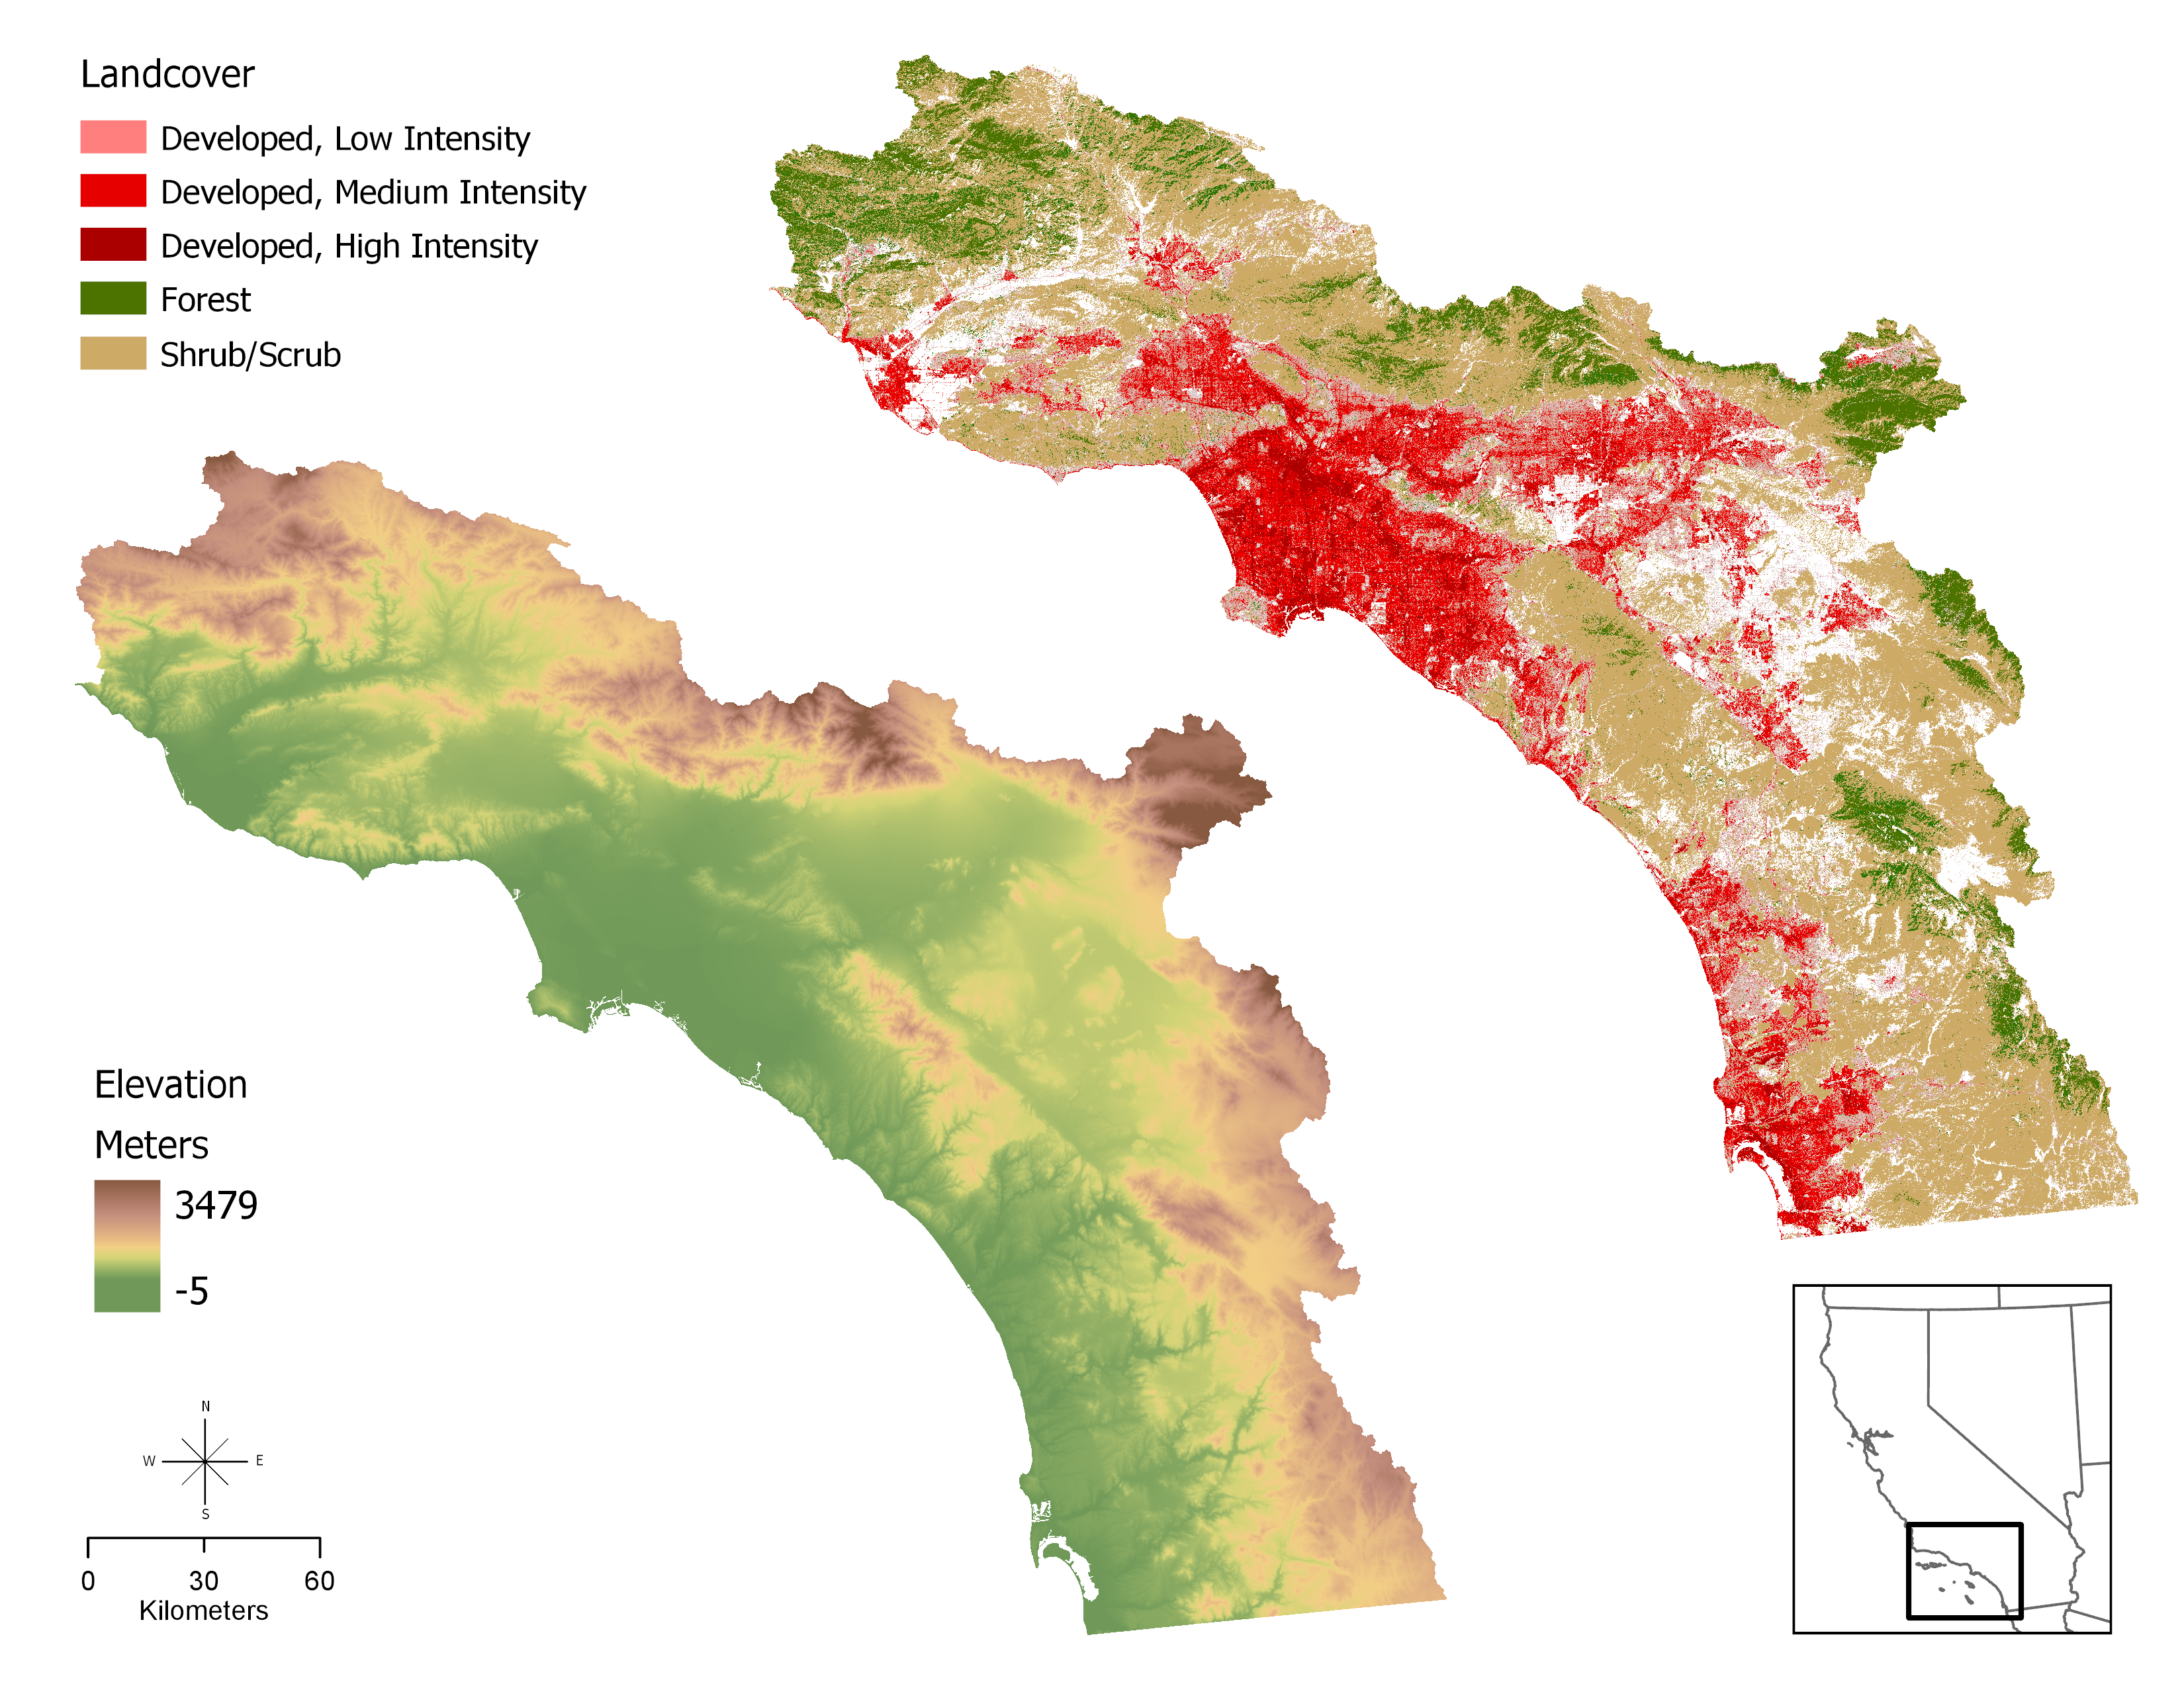 Landcover
Developed, Low Intensity
Developed, Medium Intensity
Developed, High Intensity
Forest
Shrub/Scrub
Elevation
Meters
3479
-5
N
W E
S
0 30 60
Kilometers